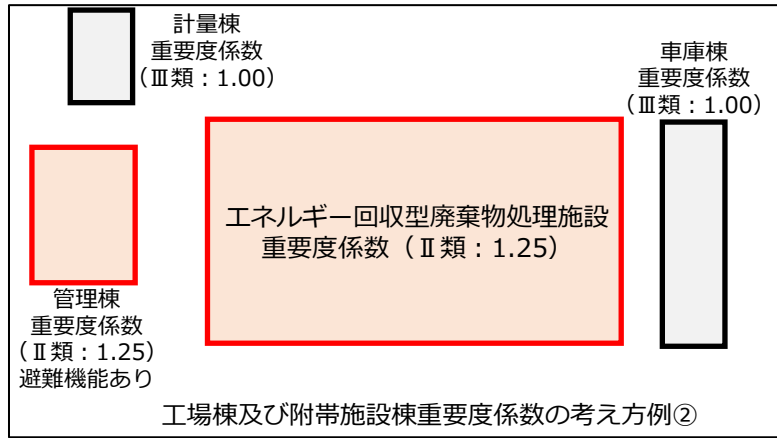 計量棟
重要度係数
（Ⅲ類：1.00）
車庫棟
重要度係数
（Ⅲ類：1.00）
エネルギー回収型廃棄物処理施設
重要度係数（Ⅱ類：1.25）
管理棟
重要度係数
（Ⅱ類：1.25）
避難機能あり
工場棟及び附帯施設棟重要度係数の考え方例②